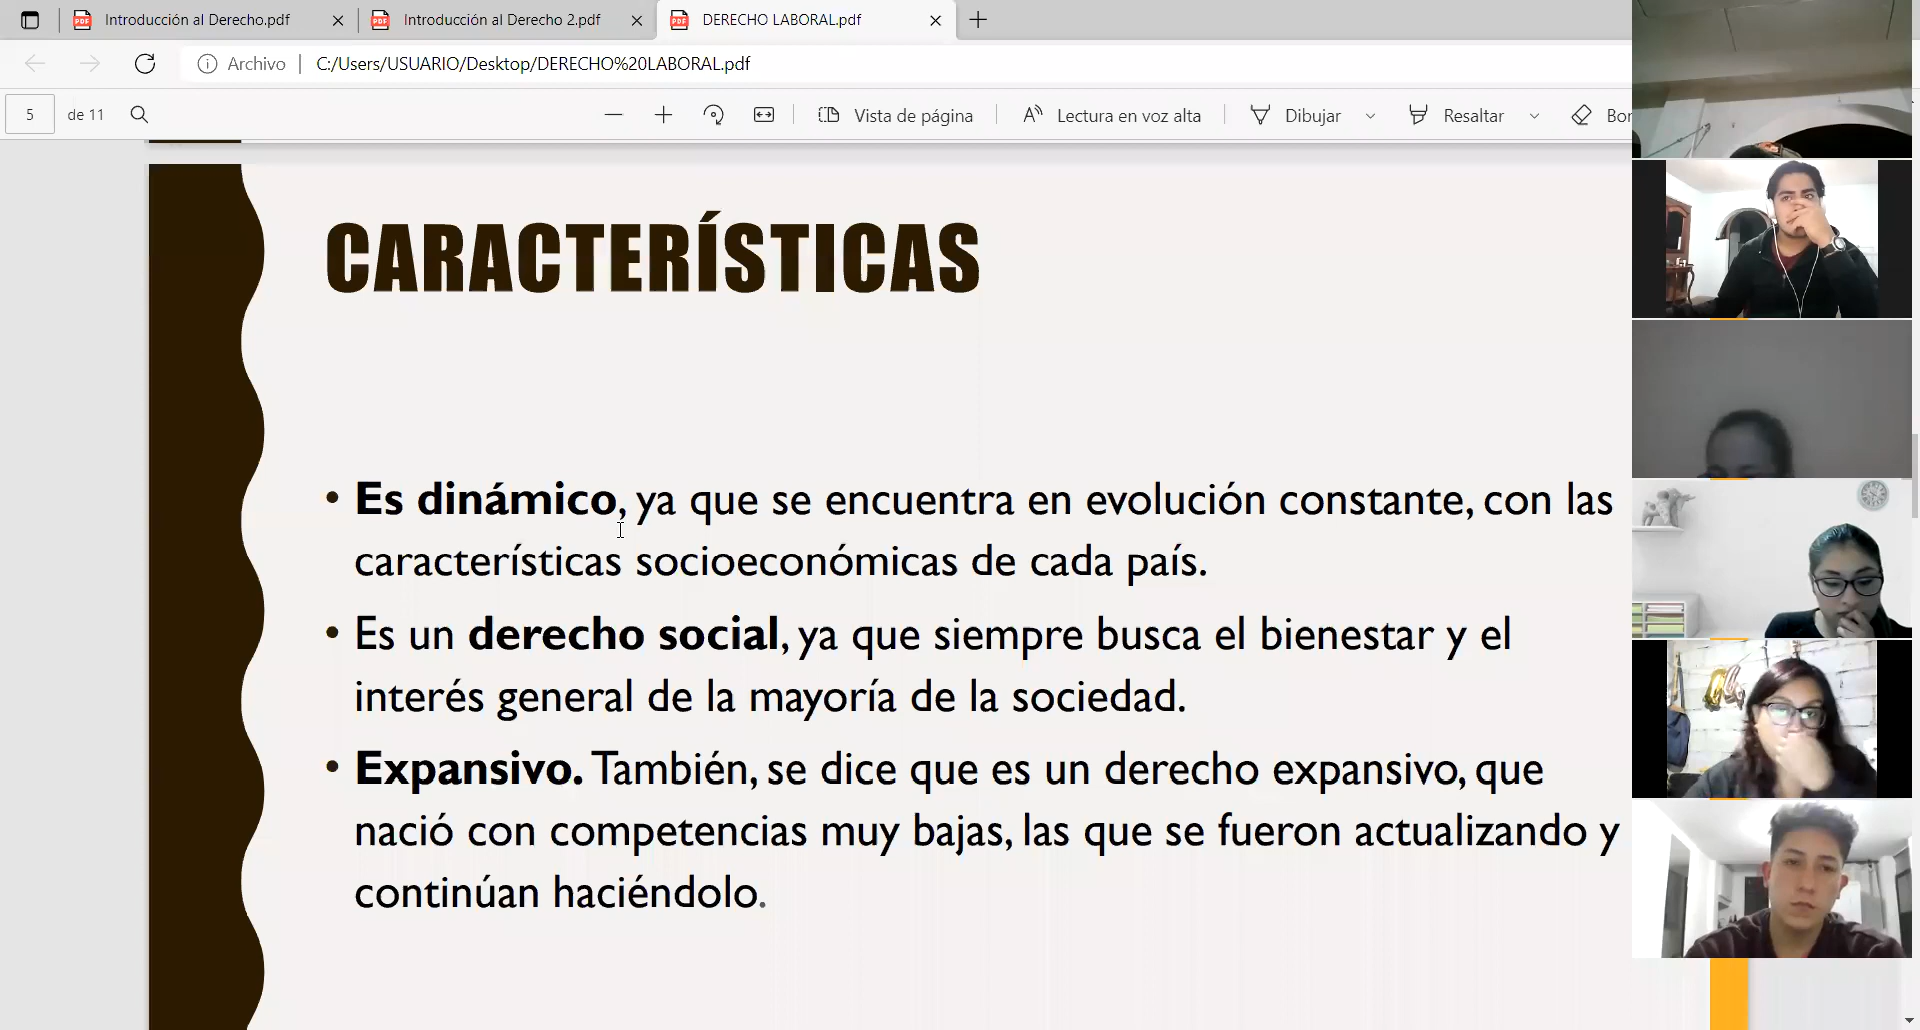 Introducción al Derecho.pdf
Introducción al Derecho 2.pdf
DERECHO LABORAL.pdf
Archivo
C:/Users/USUARIO/Desktop/DERECHO%20LABORAL.pdf
5 de 11
Vista de página
Lectura en voz alta
Dibujar
Resaltar
Bor
CARACTERÍSTICAS
• Es dinámico, ya que se encuentra en evolución constante, con las
características socioeconómicas de cada país.
• Es un derecho social, ya que siempre busca el bienestar y el
interés general de la mayoría de la sociedad.
• Expansivo. También, se dice que es un derecho expansivo, que
nació con competencias muy bajas, las que se fueron actualizando y
continúan haciéndolo.